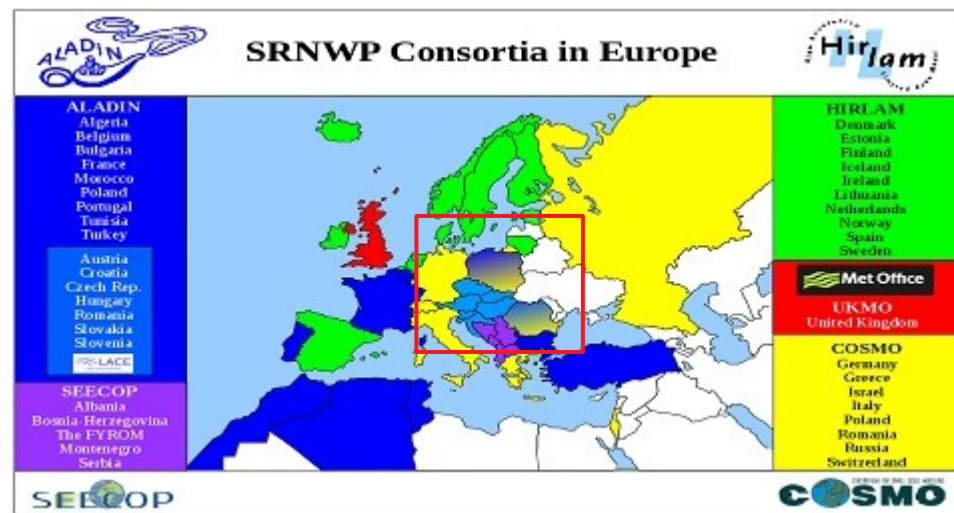 ALADIN
SRNWP Consortia in Europe
Hirlam
ALADIN
Algeria
Belgium
Bulgaria
France
Morocco
Poland
Portugal
Tunisia
Turkey
Austria
Croatia
Czech Rep.
Hungary
Romania
Slovakia
Slovenia
LACE
SEECOP
Albania
Bosnia-Herzegovina
The FYROM
Montenegro
Serbia
HIRLAM
Denmark
Estonia
Finland
Iceland
Ireland
Lithuania
Netherlands
Norway
Spain
Sweden
Met Office
UKMO
United Kingdom
COSMO
Germany
Greece
Israel
Italy
Poland
Romania
Russia
Switzerland
SEECOP
COSMO